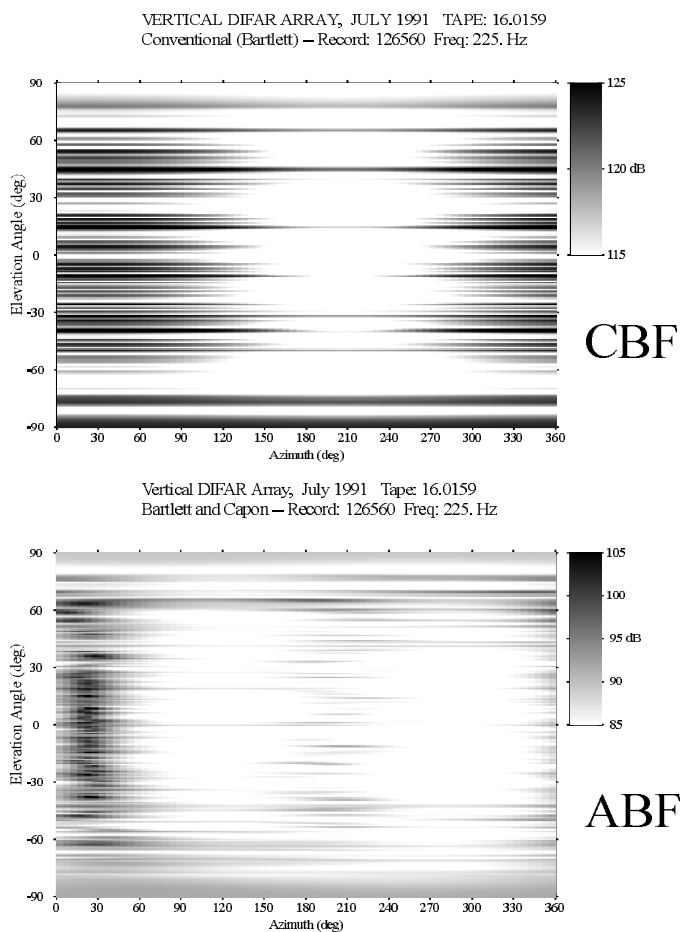 VERTICAL DIFAR ARRAY, JULY 1991 TAPE: 16.0159
Conventional (Bartlett) – Record: 126560 Freq: 225. Hz
90
60
30
0
-30
-60
-90
Elevation Angle (deg)
0 30 60 90 120 150 180 210 240 270 300 330 360
Azimuth (deg)
125
120 dB
115
CBF
Vertical DIFAR Array, July 1991 Tape: 16.0159
Bartlett and Capon – Record: 126560 Freq: 225. Hz
90
60
30
0
-30
-60
-90
Elevation Angle (deg)
0 30 60 90 120 150 180 210 240 270 300 330 360
Azimuth (deg)
105
100
95 dB
90
85
ABF